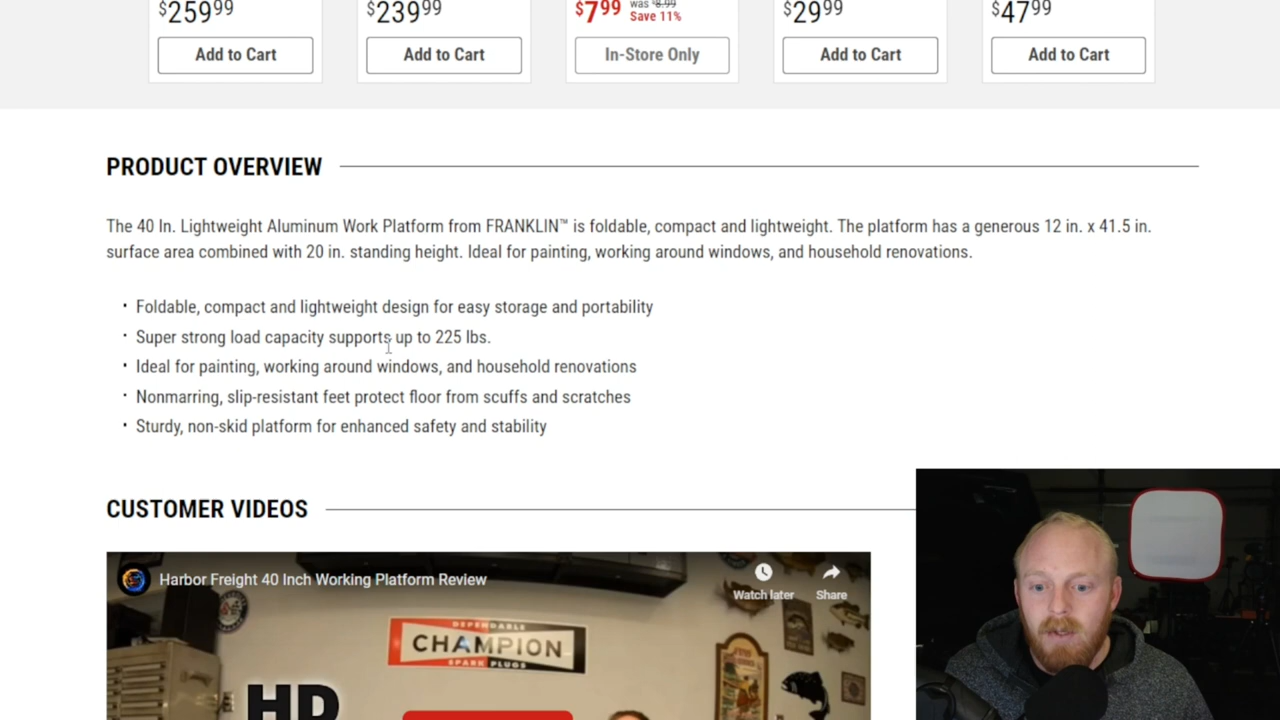 $259 99
$239 99
$7 99 was $8.99
Save 11%
$29 99
$47 99
Add to Cart
Add to Cart
In-Store Only
Add to Cart
Add to Cart
PRODUCT OVERVIEW
The 40 In. Lightweight Aluminum Work Platform from FRANKLIN™ is foldable, compact and lightweight. The platform has a generous 12 in. x 41.5 in.
surface area combined with 20 in. standing height. Ideal for painting, working around windows, and household renovations.
· Foldable, compact and lightweight design for easy storage and portability
· Super strong load capacity supports up to 225 lbs.
· Ideal for painting, working around windows, and household renovations
· Nonmarring, slip-resistant feet protect floor from scuffs and scratches
· Sturdy, non-skid platform for enhanced safety and stability
CUSTOMER VIDEOS
Harbor Freight 40 Inch Working Platform Review
Watch later
Share
DEPENDABLE
CHAMPION
SPARK PLUGS
HD